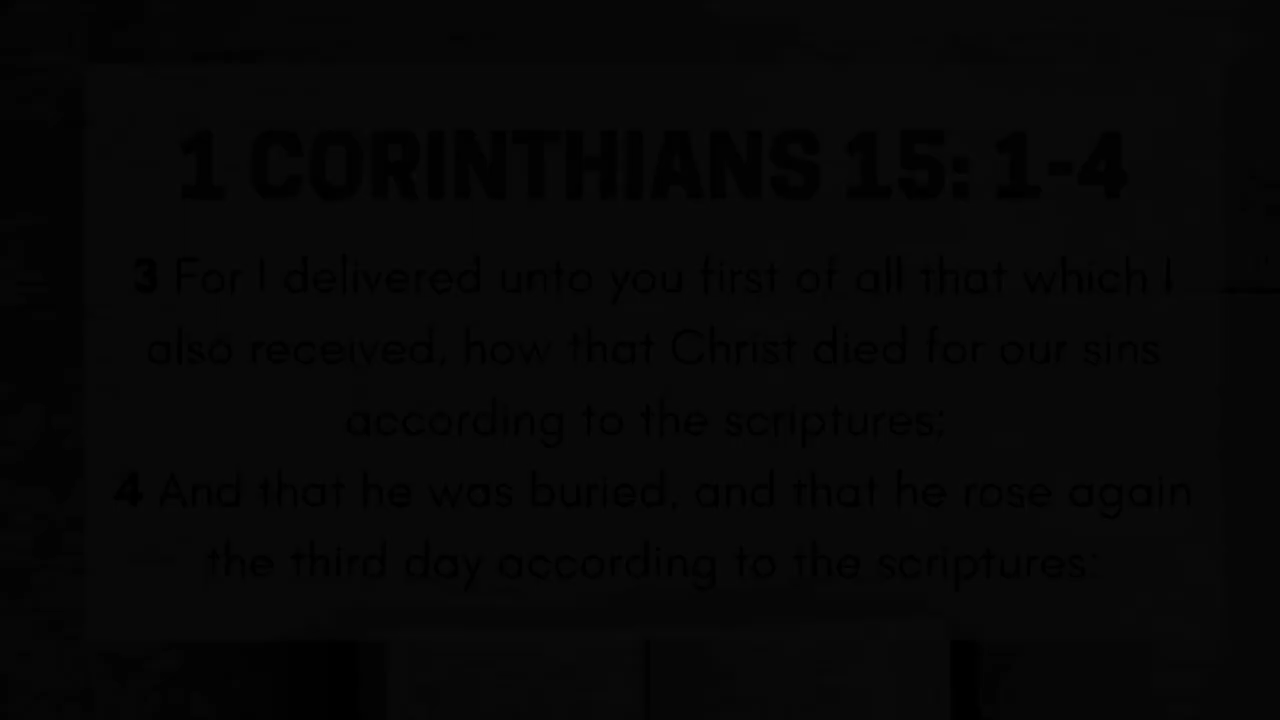 1 CORINTHIANS 15: 1-4
3 For I delivered unto you first of all that which I
also received, how that Christ died for our sins
according to the scriptures;
4 And that he was buried, and that he rose again
the third day according to the scriptures: